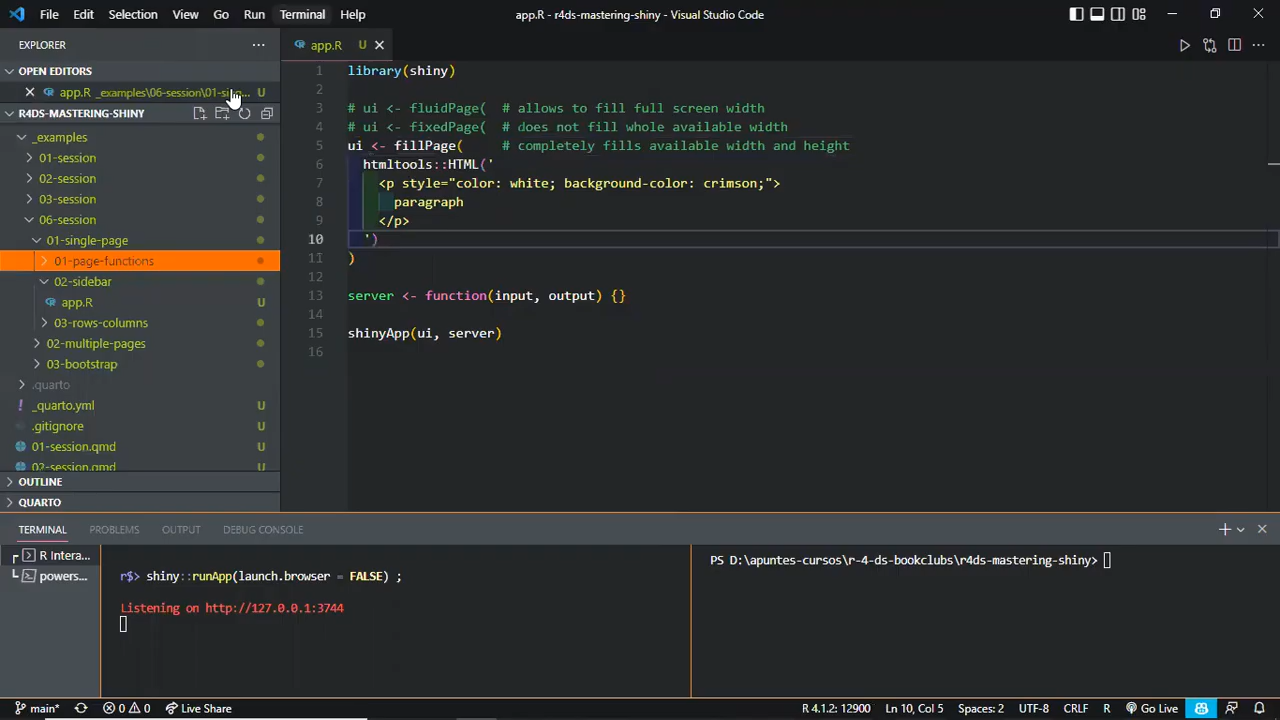 File Edit Selection View Go Run Terminal Help app.R - r4ds-mastering-shiny - Visual Studio Code
EXPLORER
app.R U
OPEN EDITORS
app.R _examples\06-session\01-sin... U
R4DS-MASTERING-SHINY
_examples
01-session
02-session
03-session
06-session
01-single-page
01-page-functions
02-sidebar
app.R U
03-rows-columns
02-multiple-pages
03-bootstrap
.quarto
_quarto.yml U
.gitignore U
01-session.qmd U
02-session.qmd U
OUTLINE
QUARTO
1 library(shiny)
2
3 # ui <- fluidPage( # allows to fill full screen width
4 # ui <- fixedPage( # does not fill whole available width
5 ui <- fillPage( # completely fills available width and height
6 htmltools::HTML('
7 <p style="color: white; background-color: crimson;">
8 paragraph
9 </p>
10 ')
11 )
12
13 server <- function(input, output) {}
14
15 shinyApp(ui, server)
16
TERMINAL PROBLEMS OUTPUT DEBUG CONSOLE
R Intera...
powers...
r$> shiny::runApp(launch.browser = FALSE) ;
Listening on http://127.0.0.1:3744
PS D:\apuntes-cursos\r-4-ds-bookclubs\r4ds-mastering-shiny>
main* 0 0 Live Share Ln 10, Col 5 Spaces: 2 UTF-8 CRLF R R 4.1.2: 12900 Go Live